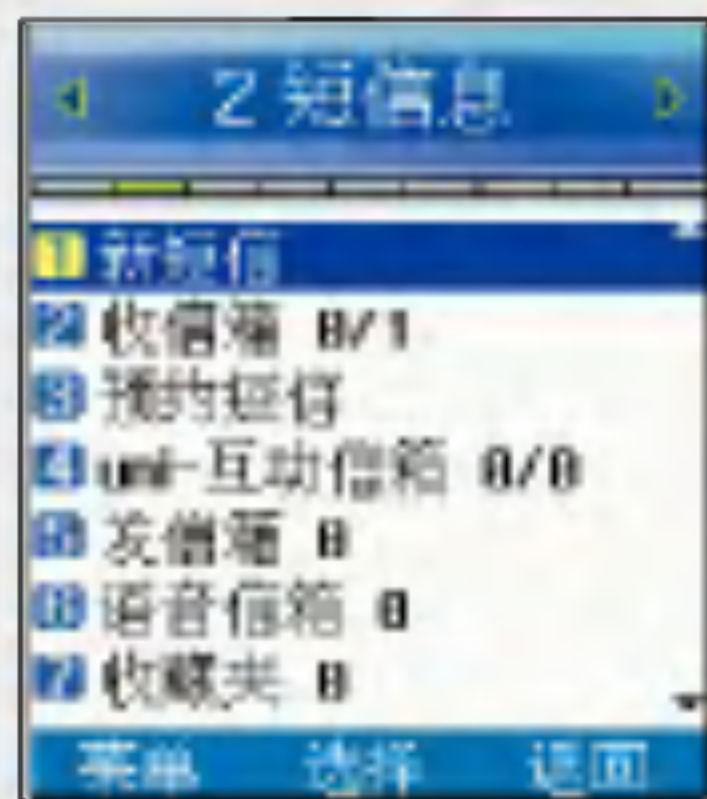 2 短信息
1 新短信
2 收信箱 0/1
3 预约短信
4 uni-互动信箱 0/0
5 发信箱 0
6 语音信箱 0
7 收藏夹 0
菜单 选择 返回